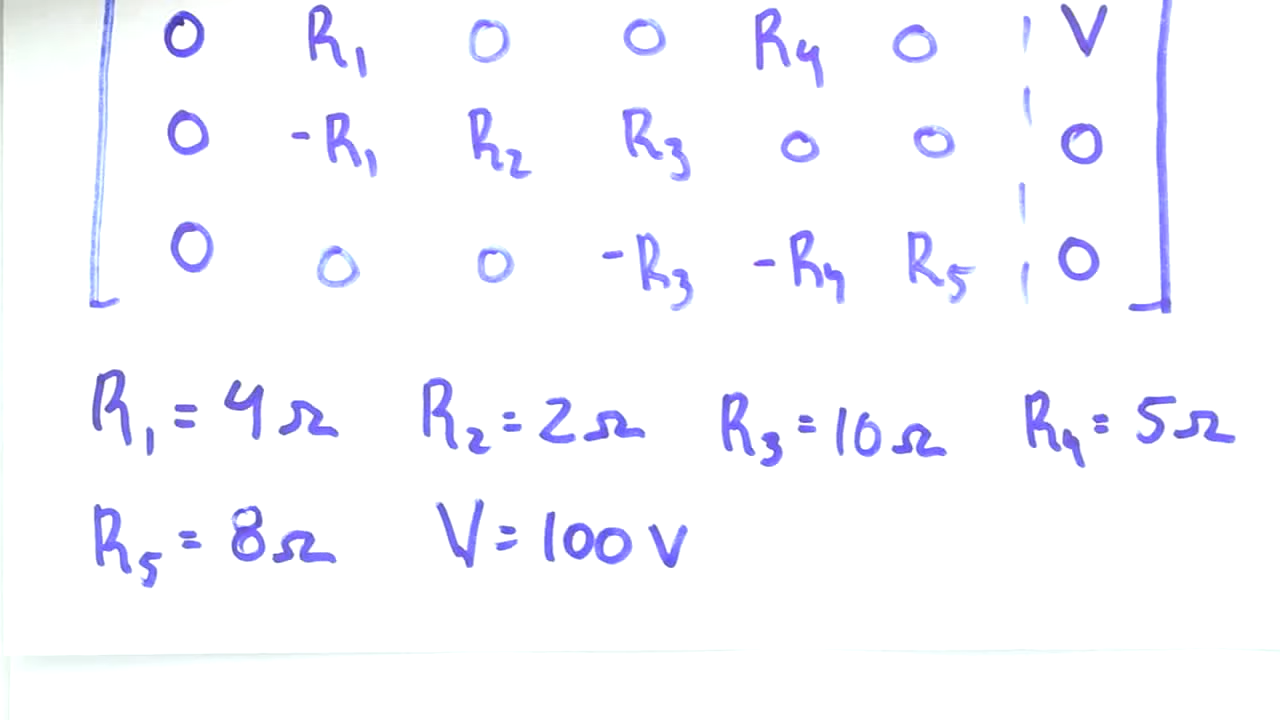 0 R₁ 0 0 R₄ 0 | V
0 -R₁ R₂ R₃ 0 0 | 0
0 0 0 -R₃ -R₄ R₅ | 0
R₁ = 4Ω R₂ = 2Ω R₃ = 10Ω R₄ = 5Ω
R₅ = 8Ω V = 100 V